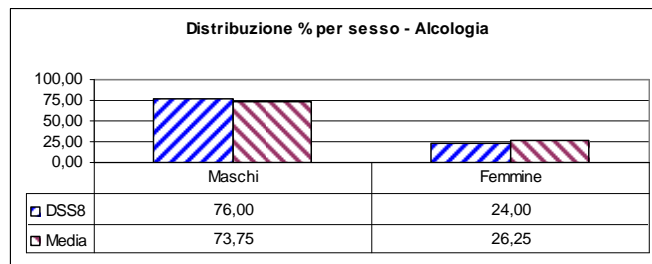 Distribuzione % per sesso - Alcologia
100,00
75,00
50,00
25,00
0,00
Maschi Femmine
DSS8 76,00 24,00
Media 73,75 26,25